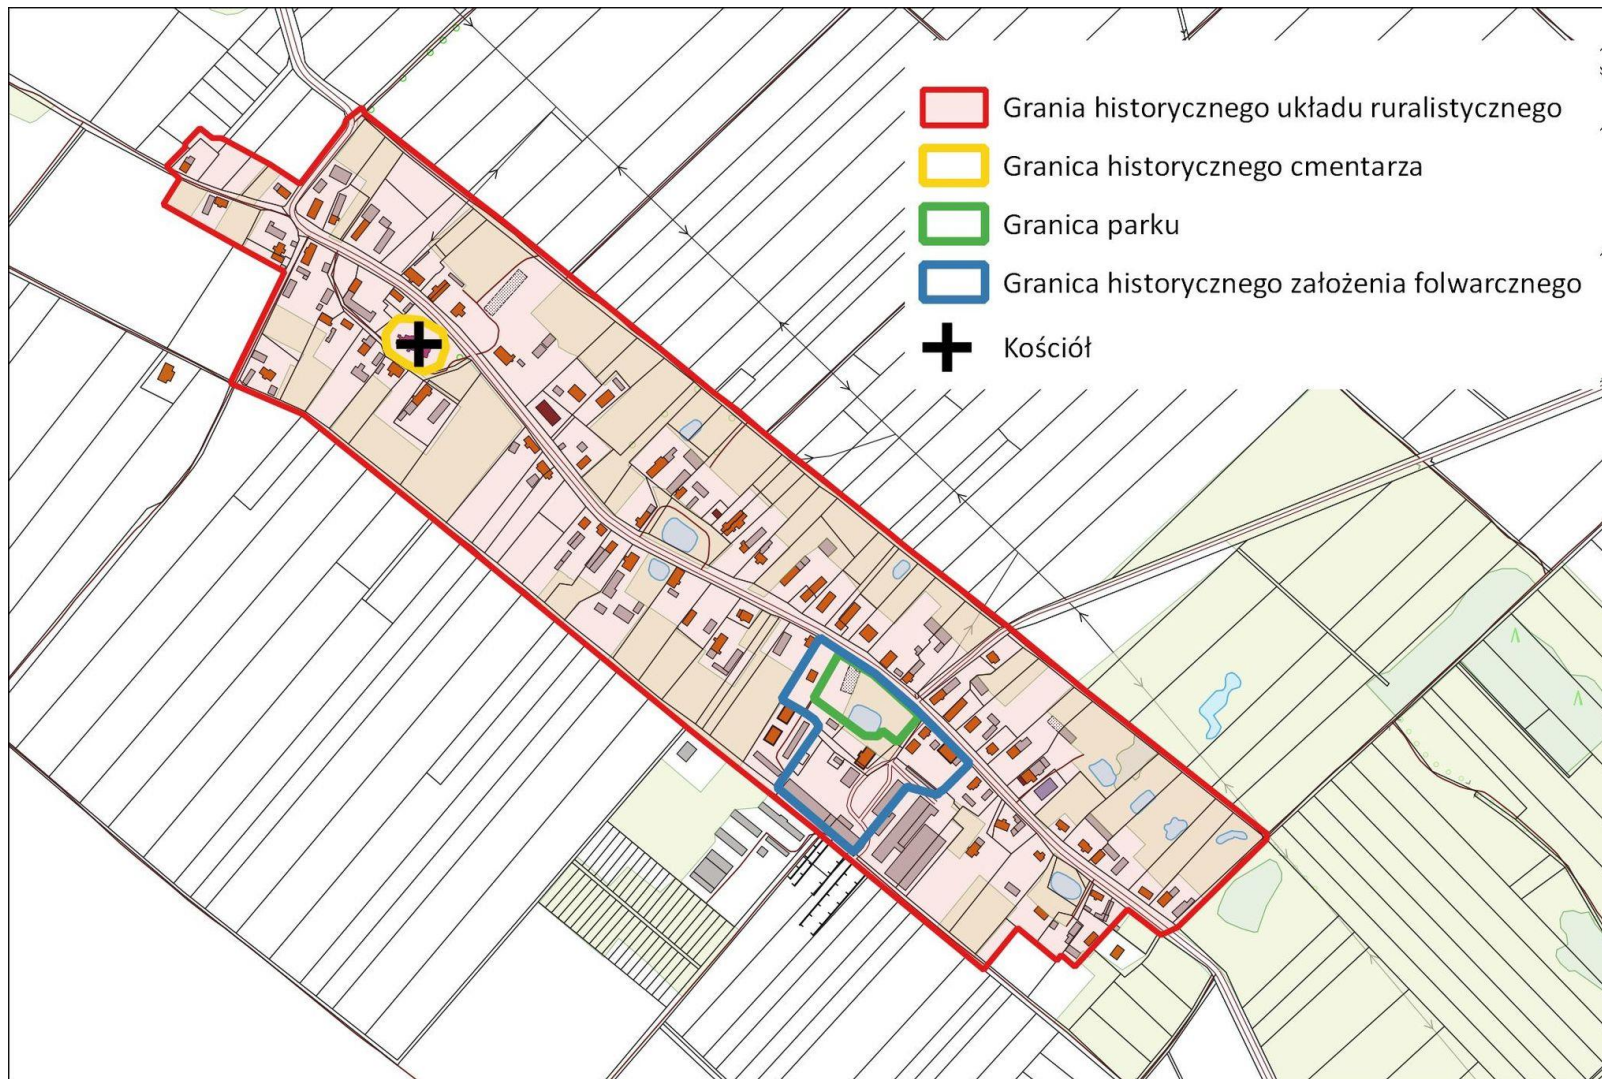 Grania historycznego układu ruralistycznego
Granica historycznego cmentarza
Granica parku
Granica historycznego założenia folwarcznego
Kościół